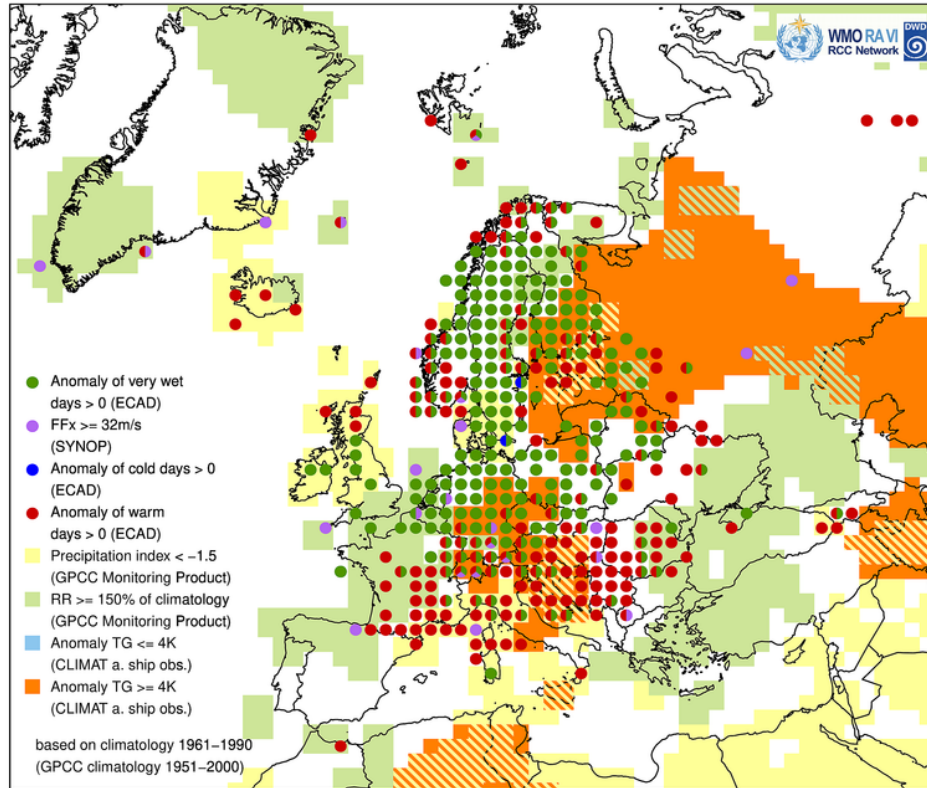 WMO RA VI
RCC Network
DWD
Anomaly of very wet
days > 0 (ECAD)
FFx >= 32m/s
(SYNOP)
Anomaly of cold days > 0
(ECAD)
Anomaly of warm
days > 0 (ECAD)
Precipitation index < −1.5
(GPCC Monitoring Product)
RR >= 150% of climatology
(GPCC Monitoring Product)
Anomaly TG <= 4K
(CLIMAT a. ship obs.)
Anomaly TG >= 4K
(CLIMAT a. ship obs.)
based on climatology 1961−1990
(GPCC climatology 1951−2000)